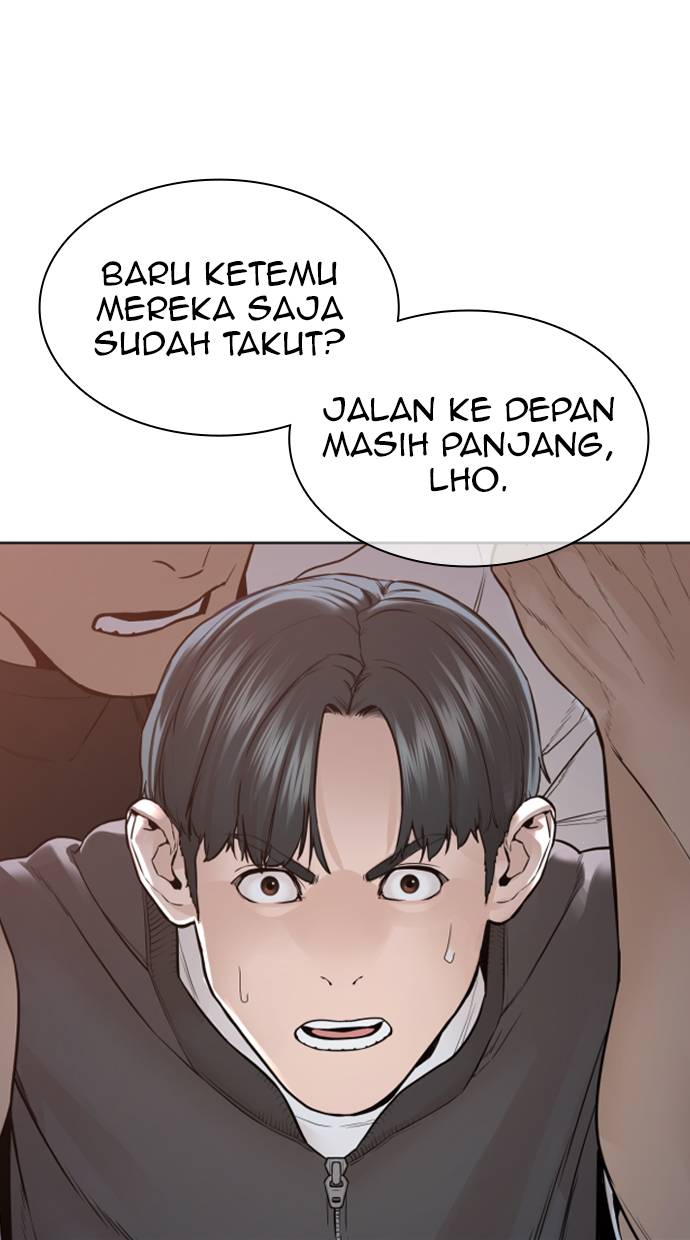 BARU KETEMU
MEREKA SAJA
SUDAH TAKUT?
JALAN KE DEPAN
MASIH PANJANG,
LHO.